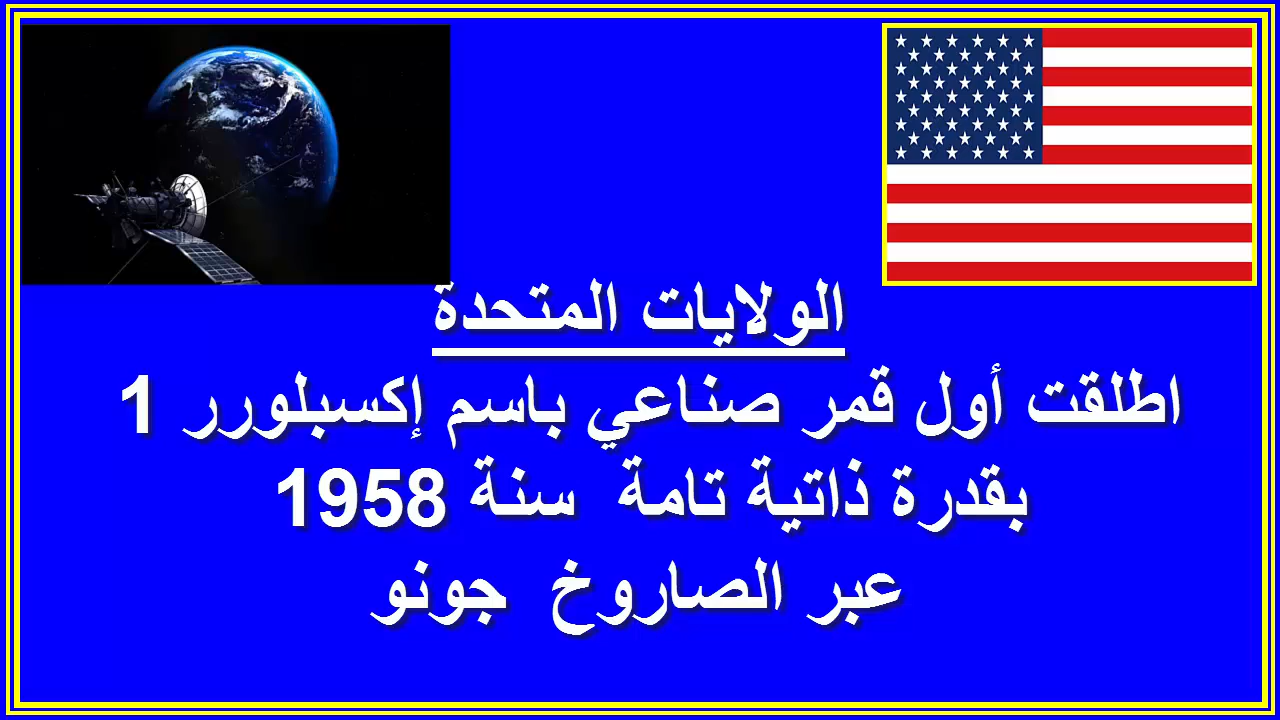 الولايات المتحدة
اطلقت أول قمر صناعي باسم إكسبلورر 1
بقدرة ذاتية تامة سنة 1958
عبر الصاروخ جونو